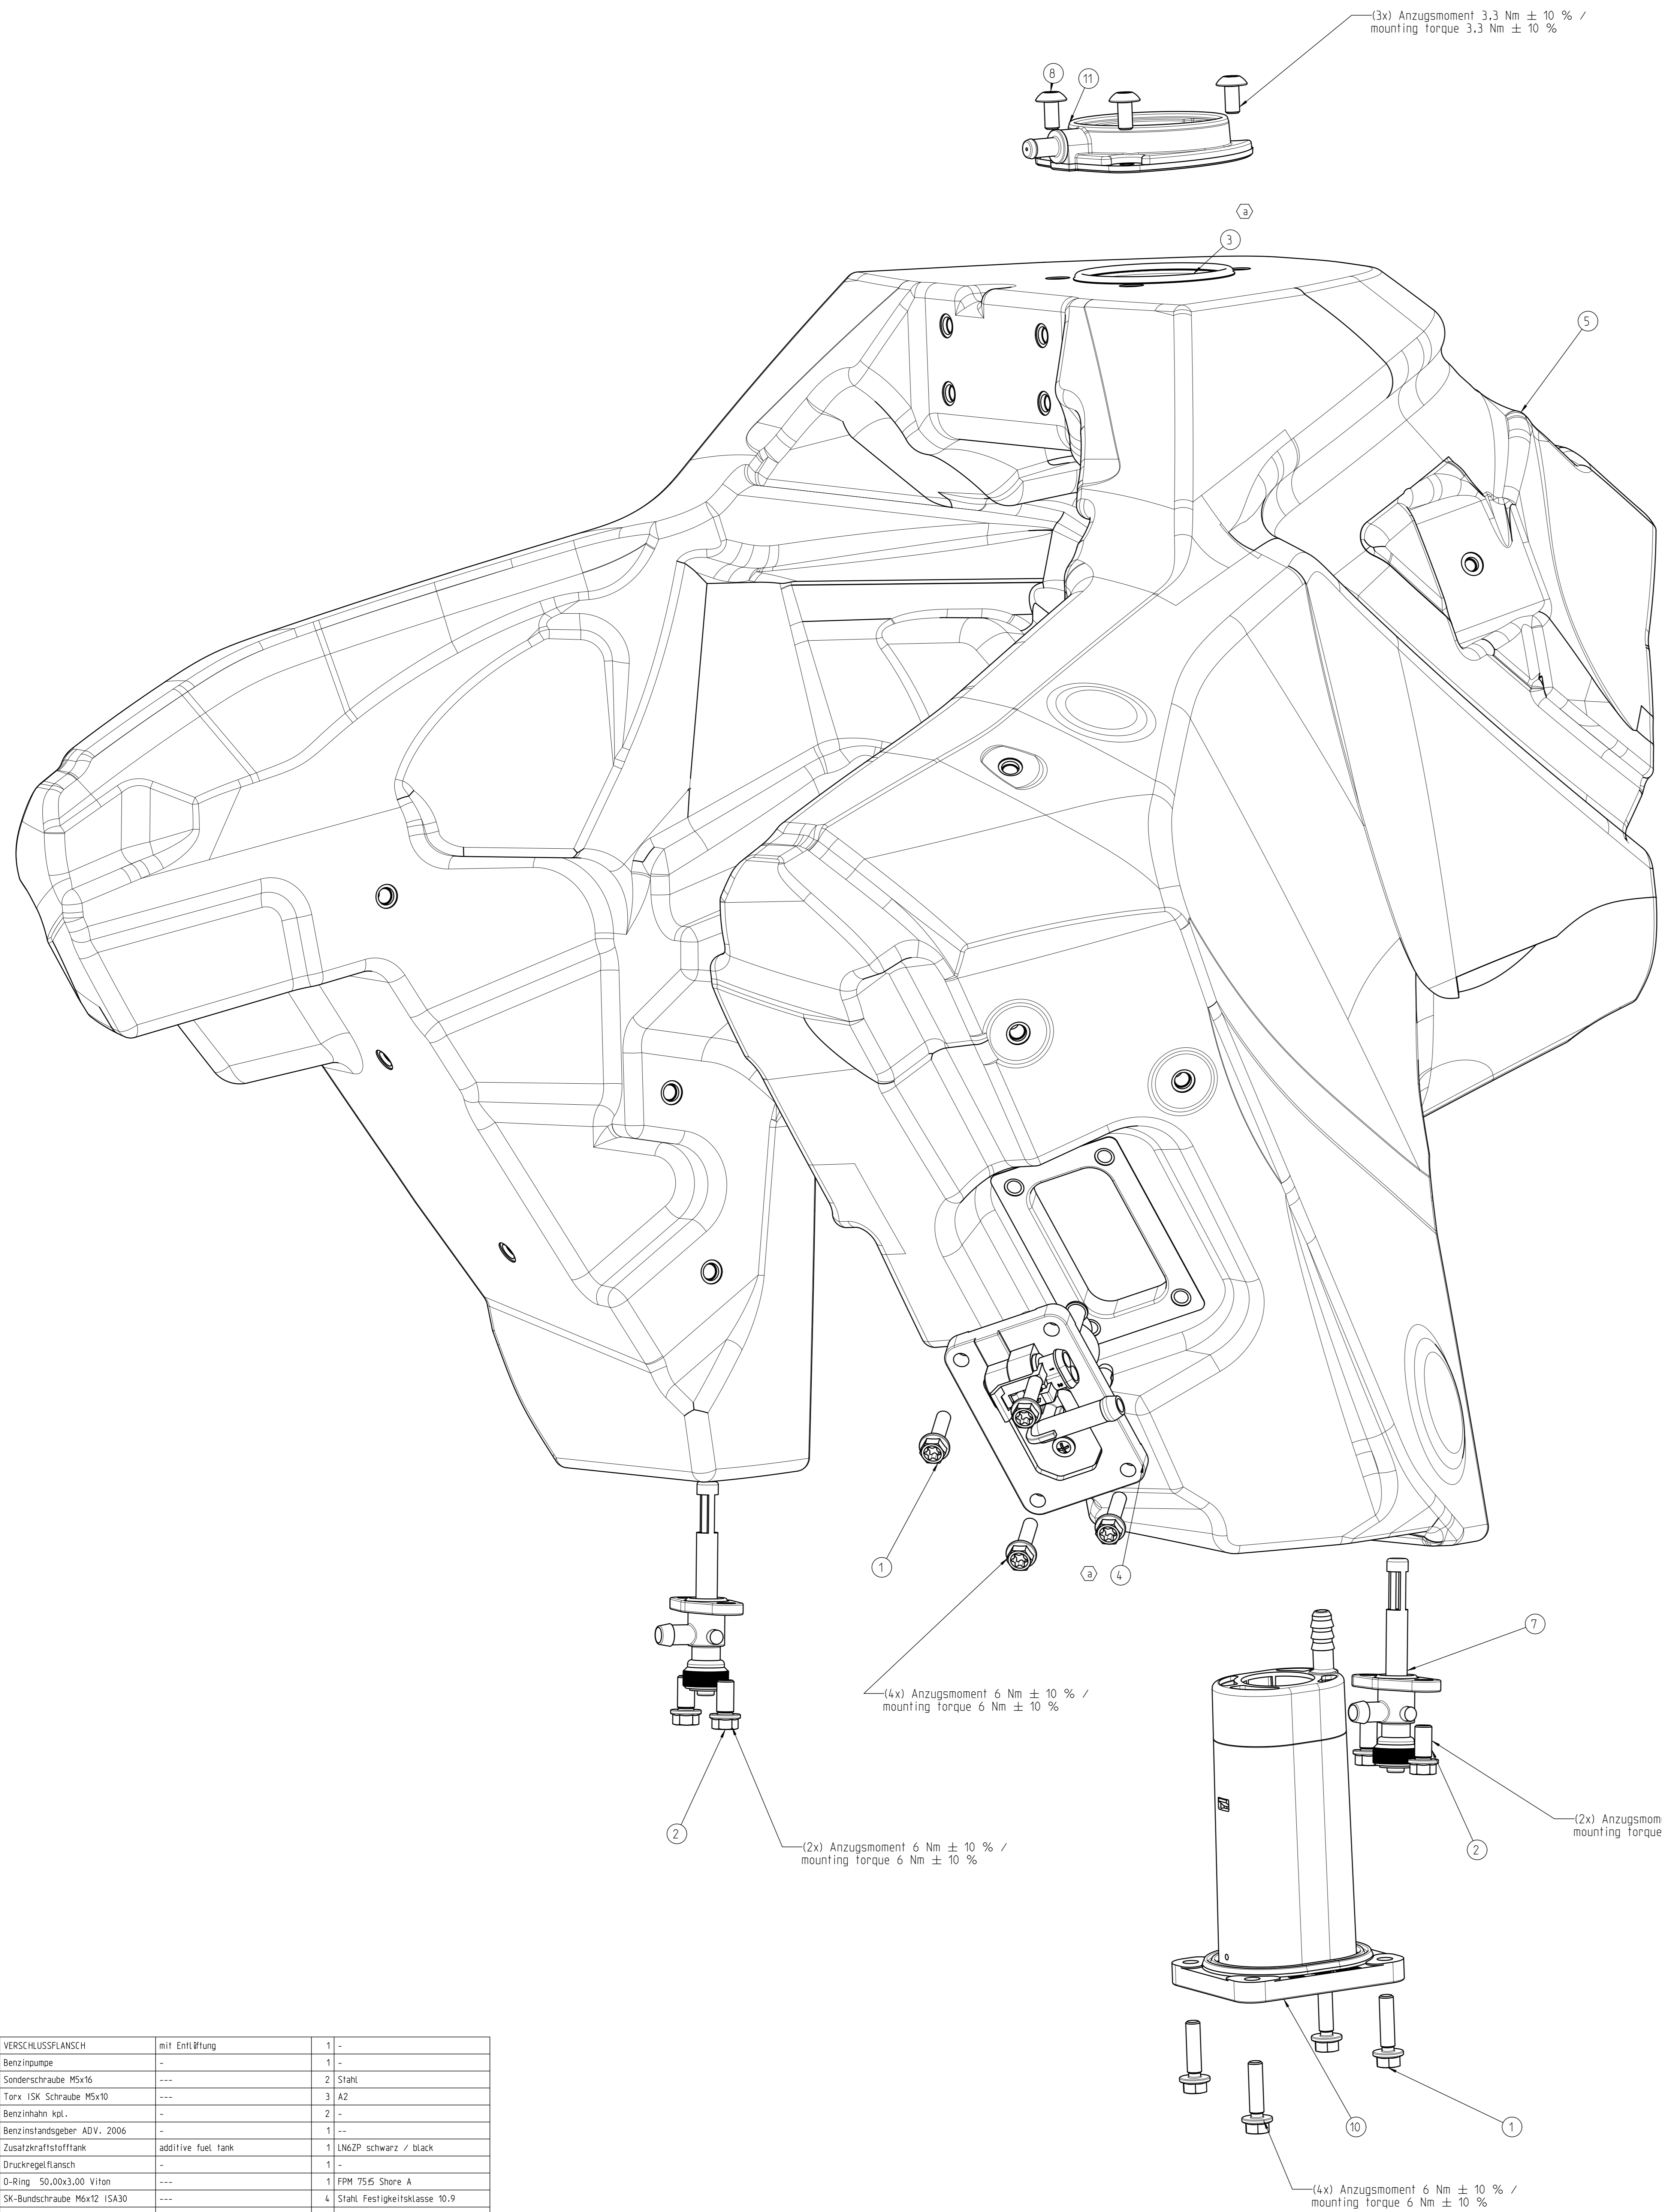 (3x) Anzugsmoment 3.3 Nm ± 10 % /
mounting torque 3.3 Nm ± 10 %
8
11
a
3
5
1
a
4
7
(4x) Anzugsmoment 6 Nm ± 10 % /
mounting torque 6 Nm ± 10 %
2
(2x) Anzugsmoment 6 Nm ± 10 % /
mounting torque 6 Nm ± 10 %
(2x) Anzugsmom
mounting torque
2
10
1
(4x) Anzugsmoment 6 Nm ± 10 % /
mounting torque 6 Nm ± 10 %
VERSCHLUSSFLANSCH mit Entlüftung 1 -
Benzinpumpe - 1 -
Sonderschraube M5x16 --- 2 Stahl
Torx ISK Schraube M5x10 --- 3 A2
Benzinhahn kpl. - 2 -
Benzinstandsgeber ADV. 2006 - 1 --
Zusatzkraftstofftank additive fuel tank 1 LN6ZP schwarz / black
Druckregelflansch - 1 -
O-Ring 50.00x3.00 Viton --- 1 FPM 75±5 Shore A
SK-Bundschraube M6x12 ISA30 --- 4 Stahl Festigkeitsklasse 10.9